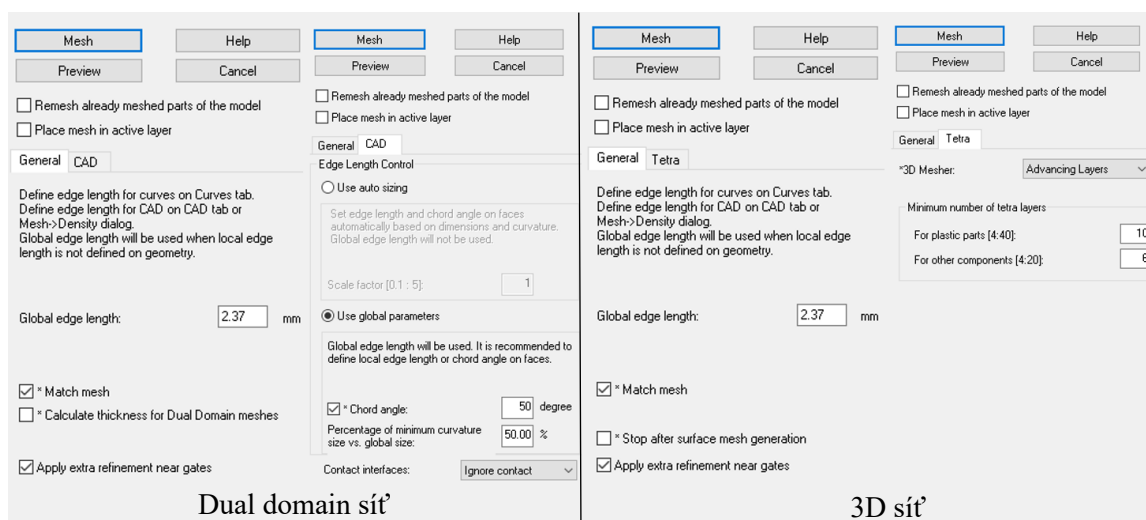 Mesh
Help
Preview
Cancel
Remesh already meshed parts of the model
Place mesh in active layer
General CAD
Define edge length for curves on Curves tab.
Define edge length for CAD on CAD tab or
Mesh->Density dialog.
Global edge length will be used when local edge
length is not defined on geometry.
Global edge length: 2.37 mm
* Match mesh
* Calculate thickness for Dual Domain meshes
Apply extra refinement near gates
Mesh
Help
Preview
Cancel
Remesh already meshed parts of the model
Place mesh in active layer
General CAD
Edge Length Control
Use auto sizing
Set edge length and chord angle on faces
automatically based on dimensions and curvature.
Global edge length will not be used.
Scale factor [0.1 : 5]: 1
Use global parameters
Global edge length will be used. It is recommended to
define local edge length or chord angle on faces.
* Chord angle: 50 degree
Percentage of minimum curvature
size vs. global size: 50.00 %
Contact interfaces: Ignore contact
Dual domain síť
Mesh
Help
Preview
Cancel
Remesh already meshed parts of the model
Place mesh in active layer
General Tetra
Define edge length for curves on Curves tab.
Define edge length for CAD on CAD tab or
Mesh->Density dialog.
Global edge length will be used when local edge
length is not defined on geometry.
Global edge length: 2.37 mm
* Match mesh
* Stop after surface mesh generation
Apply extra refinement near gates
Mesh
Help
Preview
Cancel
Remesh already meshed parts of the model
Place mesh in active layer
General Tetra
*3D Mesher: Advancing Layers
Minimum number of tetra layers
For plastic parts [4:40]: 10
For other components [4:20]: 6
3D síť